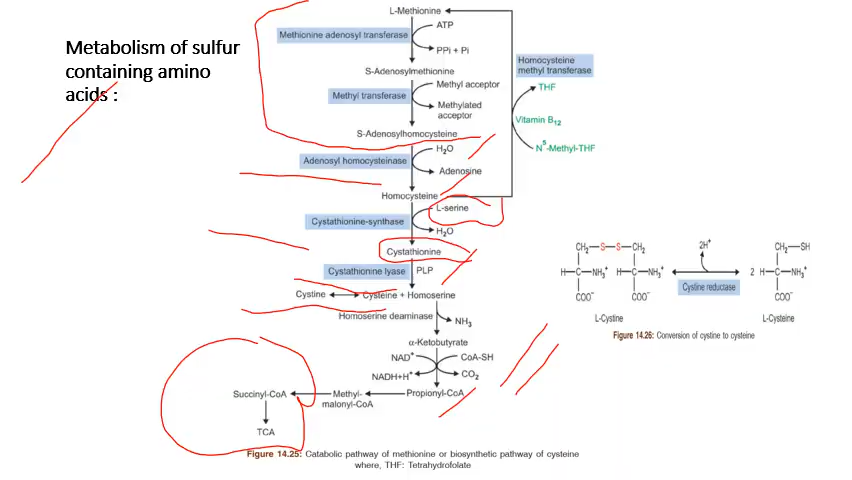 Metabolism of sulfur
containing amino
acids :
L-Methionine
Methionine adenosyl transferase
ATP
PPi + Pi
S-Adenosylmethionine
Methyl transferase
Methyl acceptor
Methylated
acceptor
S-Adenosylhomocysteine
Adenosyl homocysteinase
H2O
Adenosine
Homocysteine
Homocysteine
methyl transferase
THF
Vitamin B12
N5-Methyl-THF
L-serine
Cystathionine-synthase
H2O
Cystathionine
Cystathionine lyase
PLP
Cystine
Cysteine + Homoserine
Homoserine deaminase
NH3
α-Ketobutyrate
NAD+
CoA-SH
NADH+H+
CO2
Succinyl-CoA
Methyl-
malonyl-CoA
Propionyl-CoA
TCA
Figure 14.25: Catabolic pathway of methionine or biosynthetic pathway of cysteine
where, THF: Tetrahydrofolate
CH2—S—S—CH2
H—C—NH3+ H—C—NH3+
COO− COO−
L-Cystine
2H+
Cystine reductase
CH2—SH
2 H—C—NH3+
COO−
L-Cysteine
Figure 14.26: Conversion of cystine to cysteine